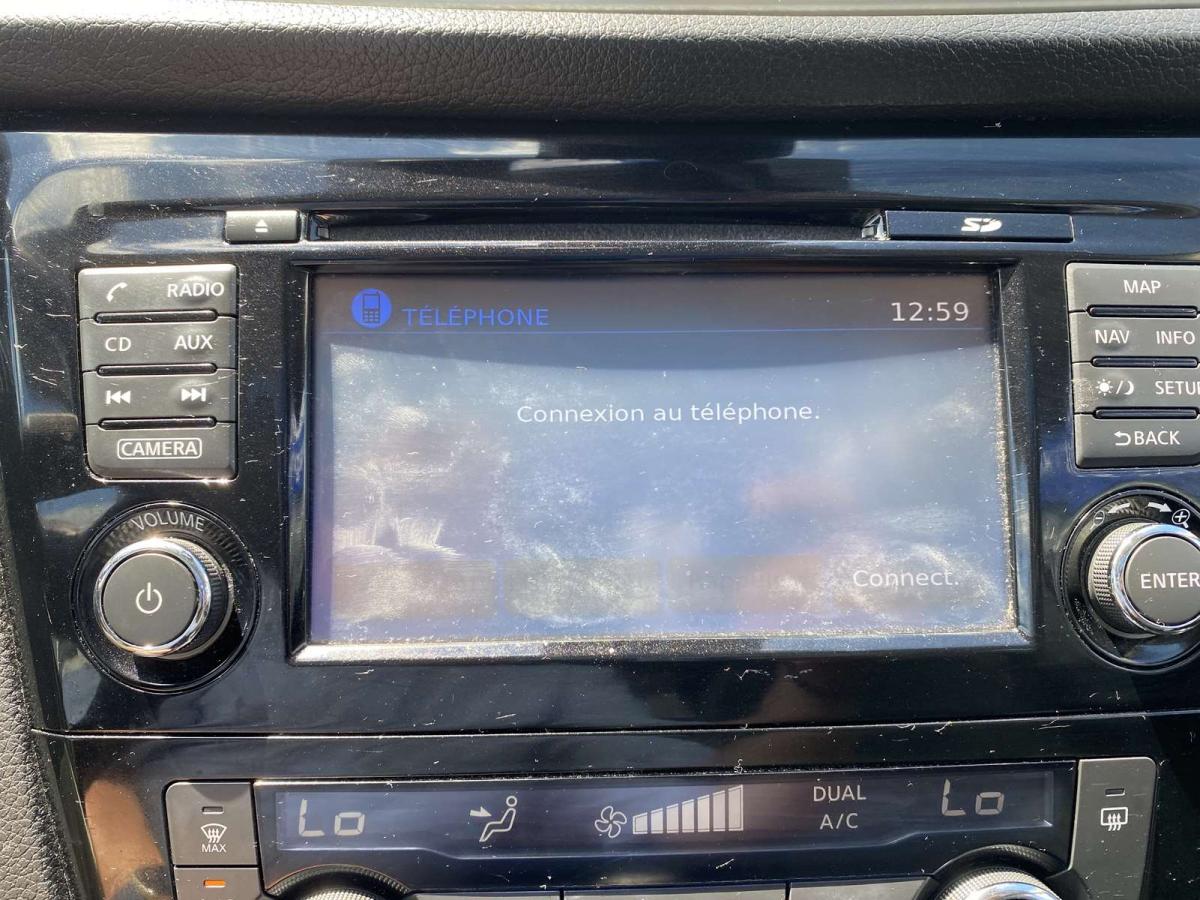 SD
RADIO
CD AUX
CAMERA
VOLUME
TÉLÉPHONE 12:59
Connexion au téléphone.
Connect.
MAP
NAV INFO
SETU
BACK
ENTER
MAX
Lo
DUAL
A/C
Lo